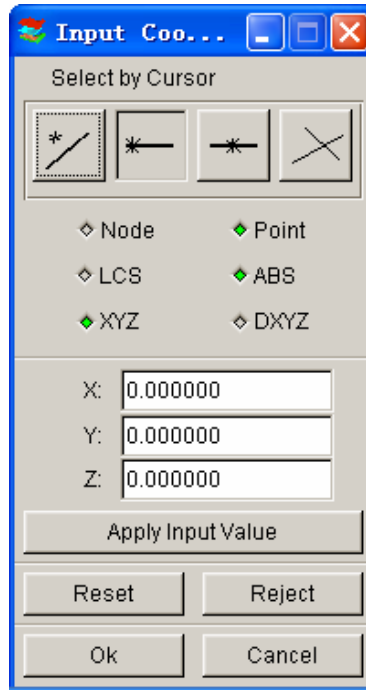 Input Coo...
Select by Cursor
Node Point
LCS ABS
XYZ DXYZ
X: 0.000000
Y: 0.000000
Z: 0.000000
Apply Input Value
Reset Reject
Ok Cancel